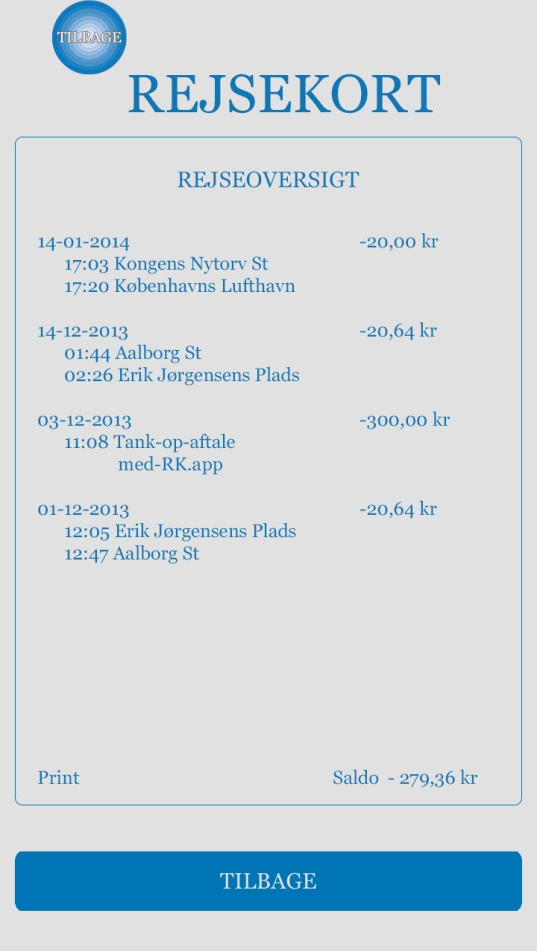 TILBAGE
REJSEKORT
REJSEOVERSIGT
14-01-2014 -20,00 kr
17:03 Kongens Nytorv St
17:20 Københavns Lufthavn
14-12-2013 -20,64 kr
01:44 Aalborg St
02:26 Erik Jørgensens Plads
03-12-2013 -300,00 kr
11:08 Tank-op-aftale
med-RK.app
01-12-2013 -20,64 kr
12:05 Erik Jørgensens Plads
12:47 Aalborg St
Print Saldo - 279,36 kr
TILBAGE